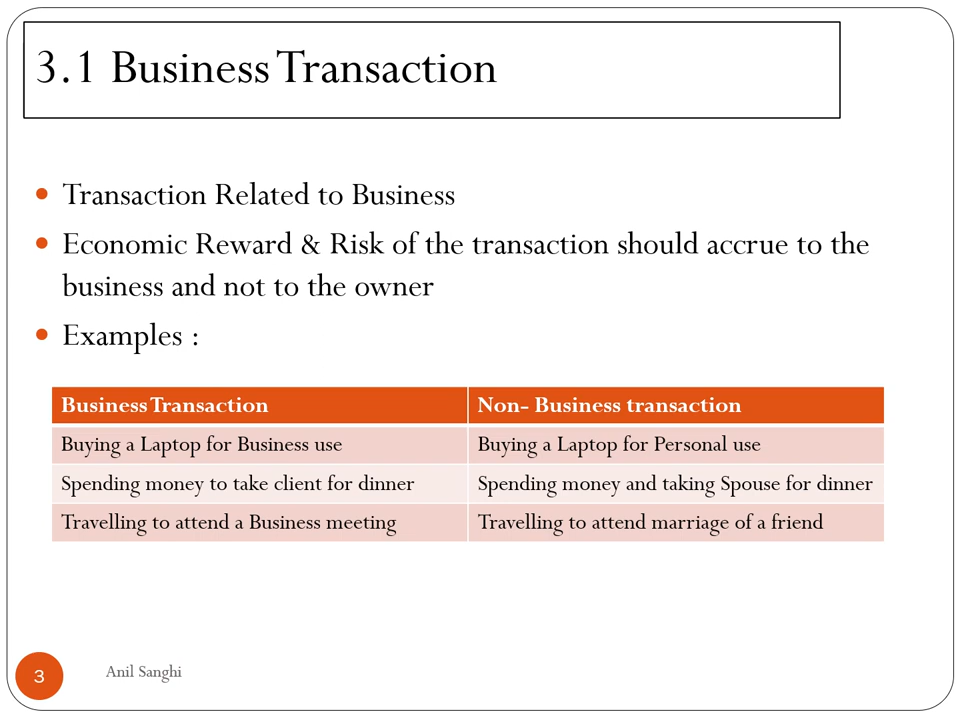 3.1 Business Transaction
Transaction Related to Business
Economic Reward & Risk of the transaction should accrue to the
business and not to the owner
Examples :
Business Transaction
Non- Business transaction
Buying a Laptop for Business use
Buying a Laptop for Personal use
Spending money to take client for dinner
Spending money and taking Spouse for dinner
Travelling to attend a Business meeting
Travelling to attend marriage of a friend
3
Anil Sanghi